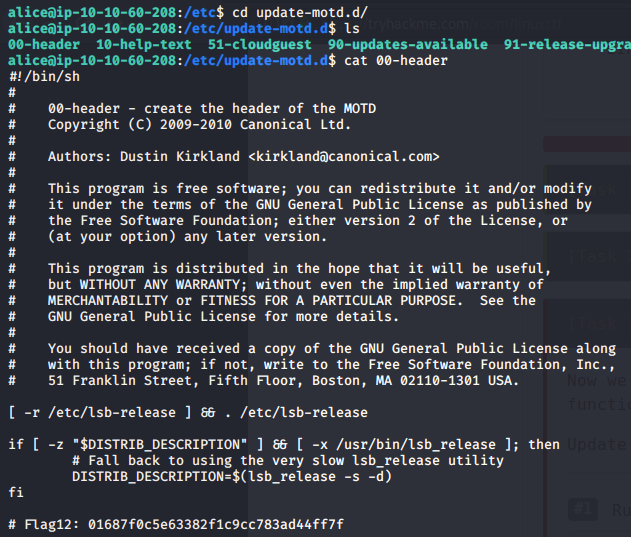 alice@ip-10-10-60-208:/etc$ cd update-motd.d/
tryhackme.com
alice@ip-10-10-60-208:/etc/update-motd.d$ ls
00-header  10-help-text  51-cloudguest  90-updates-available  91-release-upgra
alice@ip-10-10-60-208:/etc/update-motd.d$ cat 00-header
#!/bin/sh
#
#    00-header - create the header of the MOTD
#    Copyright (C) 2009-2010 Canonical Ltd.
#
#    Authors: Dustin Kirkland <kirkland@canonical.com>
#
#    This program is free software; you can redistribute it and/or modify
#    it under the terms of the GNU General Public License as published by
#    the Free Software Foundation; either version 2 of the License, or
#    (at your option) any later version.
#
#    This program is distributed in the hope that it will be useful,
#    but WITHOUT ANY WARRANTY; without even the implied warranty of
#    MERCHANTABILITY or FITNESS FOR A PARTICULAR PURPOSE.  See the
#    GNU General Public License for more details.
#
#    You should have received a copy of the GNU General Public License along
#    with this program; if not, write to the Free Software Foundation, Inc.,
#    51 Franklin Street, Fifth Floor, Boston, MA 02110-1301 USA.
Now we
functi
[ -r /etc/lsb-release ] && . /etc/lsb-release
Update
if [ -z "$DISTRIB_DESCRIPTION" ] && [ -x /usr/bin/lsb_release ]; then
        # Fall back to using the very slow lsb_release utility
        DISTRIB_DESCRIPTION=$(lsb_release -s -d)
fi
#1 Ru
# Flag12: 01687f0c5e63382f1c9cc783ad44ff7f